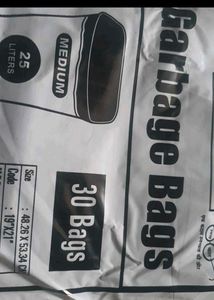 Garbage Bags
MEDIUM
25
LITERS
30 Bags
Size : 48.26 X 53.34 c
Code : 19"X21"